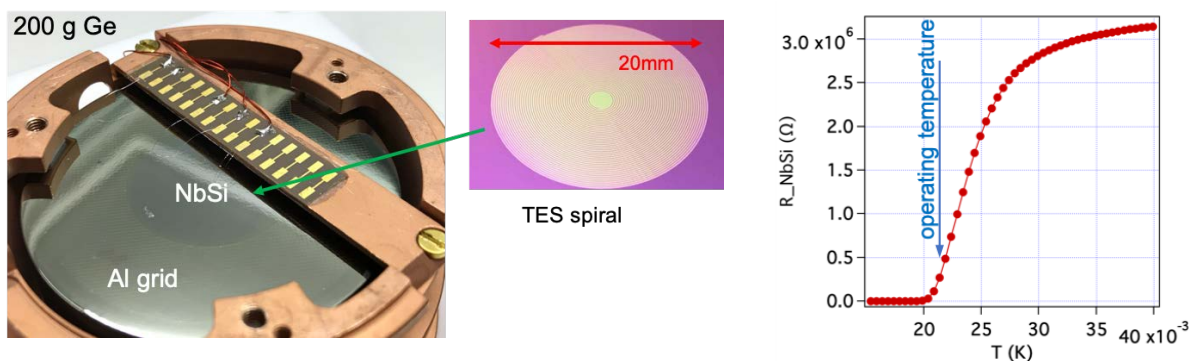 200 g Ge
NbSi
Al grid
20mm
TES spiral
operating temperature
R_NbSi (Ω)
3.0 x10⁶
2.5
2.0
1.5
1.0
0.5
0.0
20
25
30
35
40 x10⁻³
T (K)